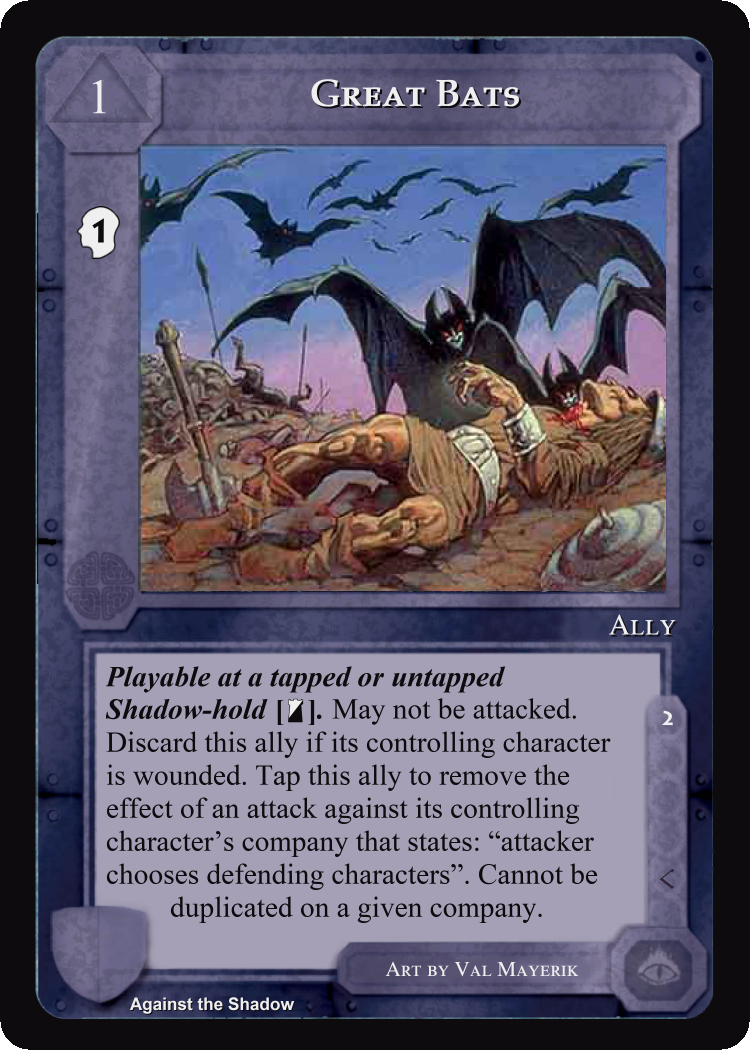 1
GREAT BATS
1
ALLY
Playable at a tapped or untapped
Shadow-hold []. May not be attacked.
Discard this ally if its controlling character
is wounded. Tap this ally to remove the
effect of an attack against its controlling
character’s company that states: “attacker
chooses defending characters”. Cannot be
duplicated on a given company.
2
<
ART BY VAL MAYERIK
Against the Shadow